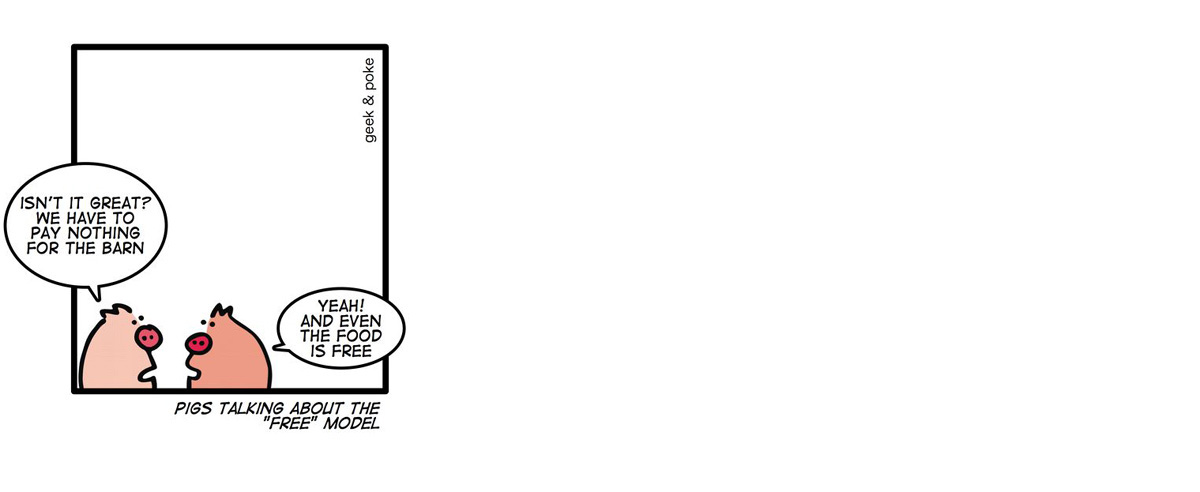 geek & poke
ISN'T IT GREAT?
WE HAVE TO
PAY NOTHING
FOR THE BARN
YEAH!
AND EVEN
THE FOOD
IS FREE
PIGS TALKING ABOUT THE
"FREE" MODEL